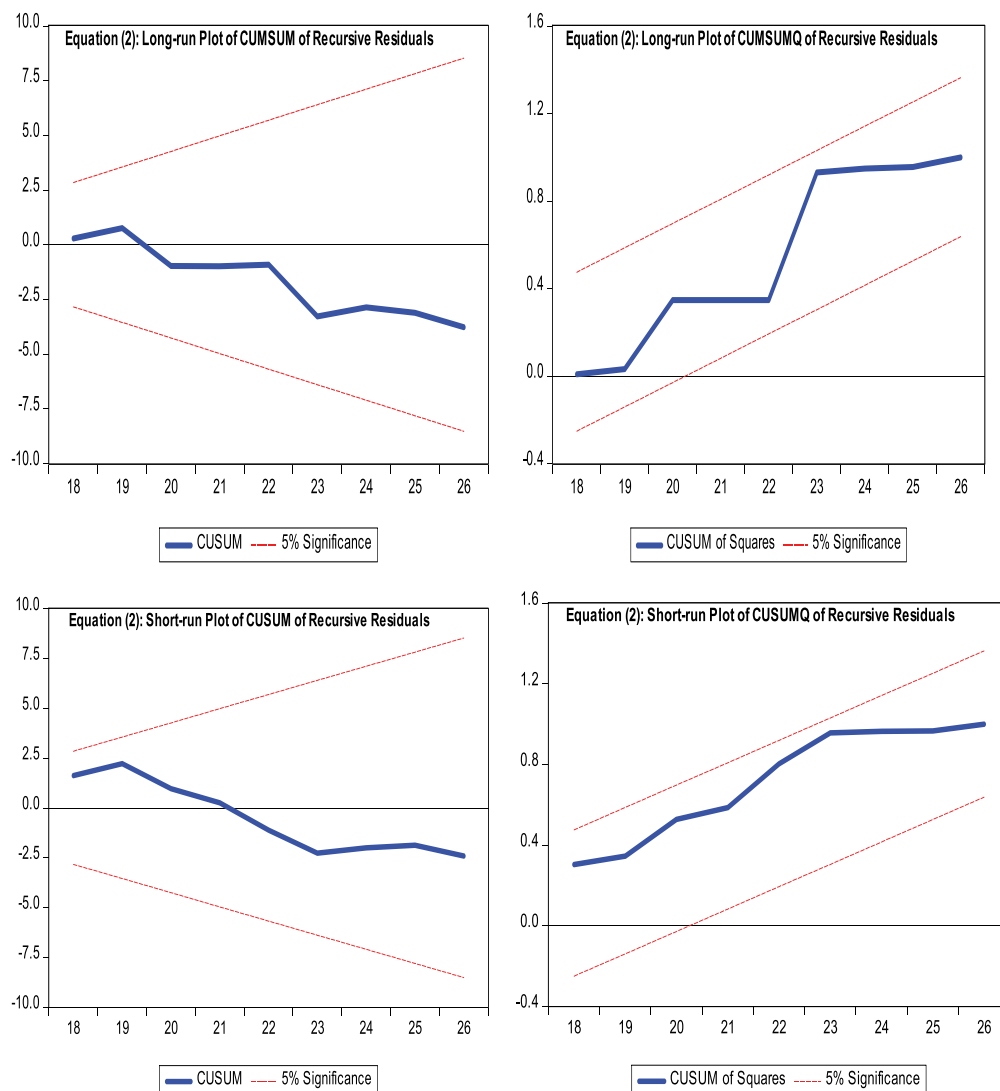 Equation (2): Long-run Plot of CUMSUM of Recursive Residuals
10.0
7.5
5.0
2.5
0.0
-2.5
-5.0
-7.5
-10.0
18 19 20 21 22 23 24 25 26
CUSUM 5% Significance
Equation (2): Long-run Plot of CUMSUMQ of Recursive Residuals
1.6
1.2
0.8
0.4
0.0
-0.4
18 19 20 21 22 23 24 25 26
CUSUM of Squares 5% Significance
Equation (2): Short-run Plot of CUSUM of Recursive Residuals
10.0
7.5
5.0
2.5
0.0
-2.5
-5.0
-7.5
-10.0
18 19 20 21 22 23 24 25 26
CUSUM 5% Significance
Equation (2): Short-run Plot of CUSUMQ of Recursive Residuals
1.6
1.2
0.8
0.4
0.0
-0.4
18 19 20 21 22 23 24 25 26
CUSUM of Squares 5% Significance